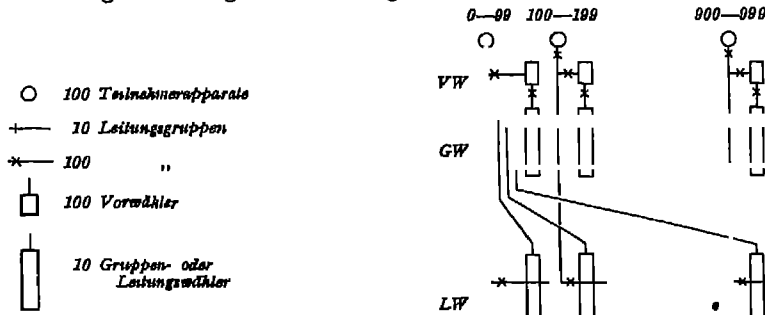 0—99 100—199 900—999
100 Teilnehmerapparate
10 Leitungsgruppen
100 „
100 Vorwähler
10 Gruppen- oder
Leitungswähler
VW
GW
LW